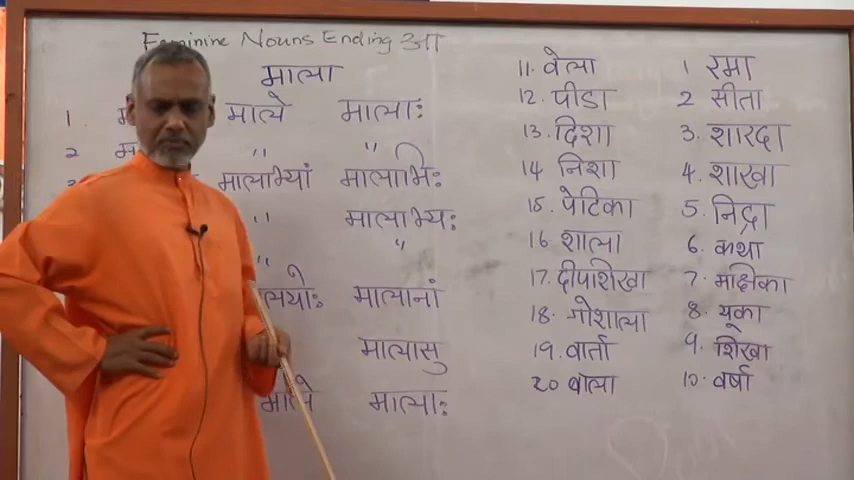 Feminine Nouns Ending आ
माला
1. माले मालाः
2 " "
मालाभ्यां मालाभिः
" मालाभ्यः
" "
मालानां
मालासु
माले मालाः
11. वेला
12. पीडा
13. दिशा
14 निशा
15. पेटिका
16 शाला
17. दीपशिखा
18. गोशाला
19. वार्ता
20 बाला
1 रमा
2 सीता
3. शारदा
4. शाखा
5. निद्रा
6. कथा
7. मक्षिका
8. यूका
9. शिखा
10. वर्षा